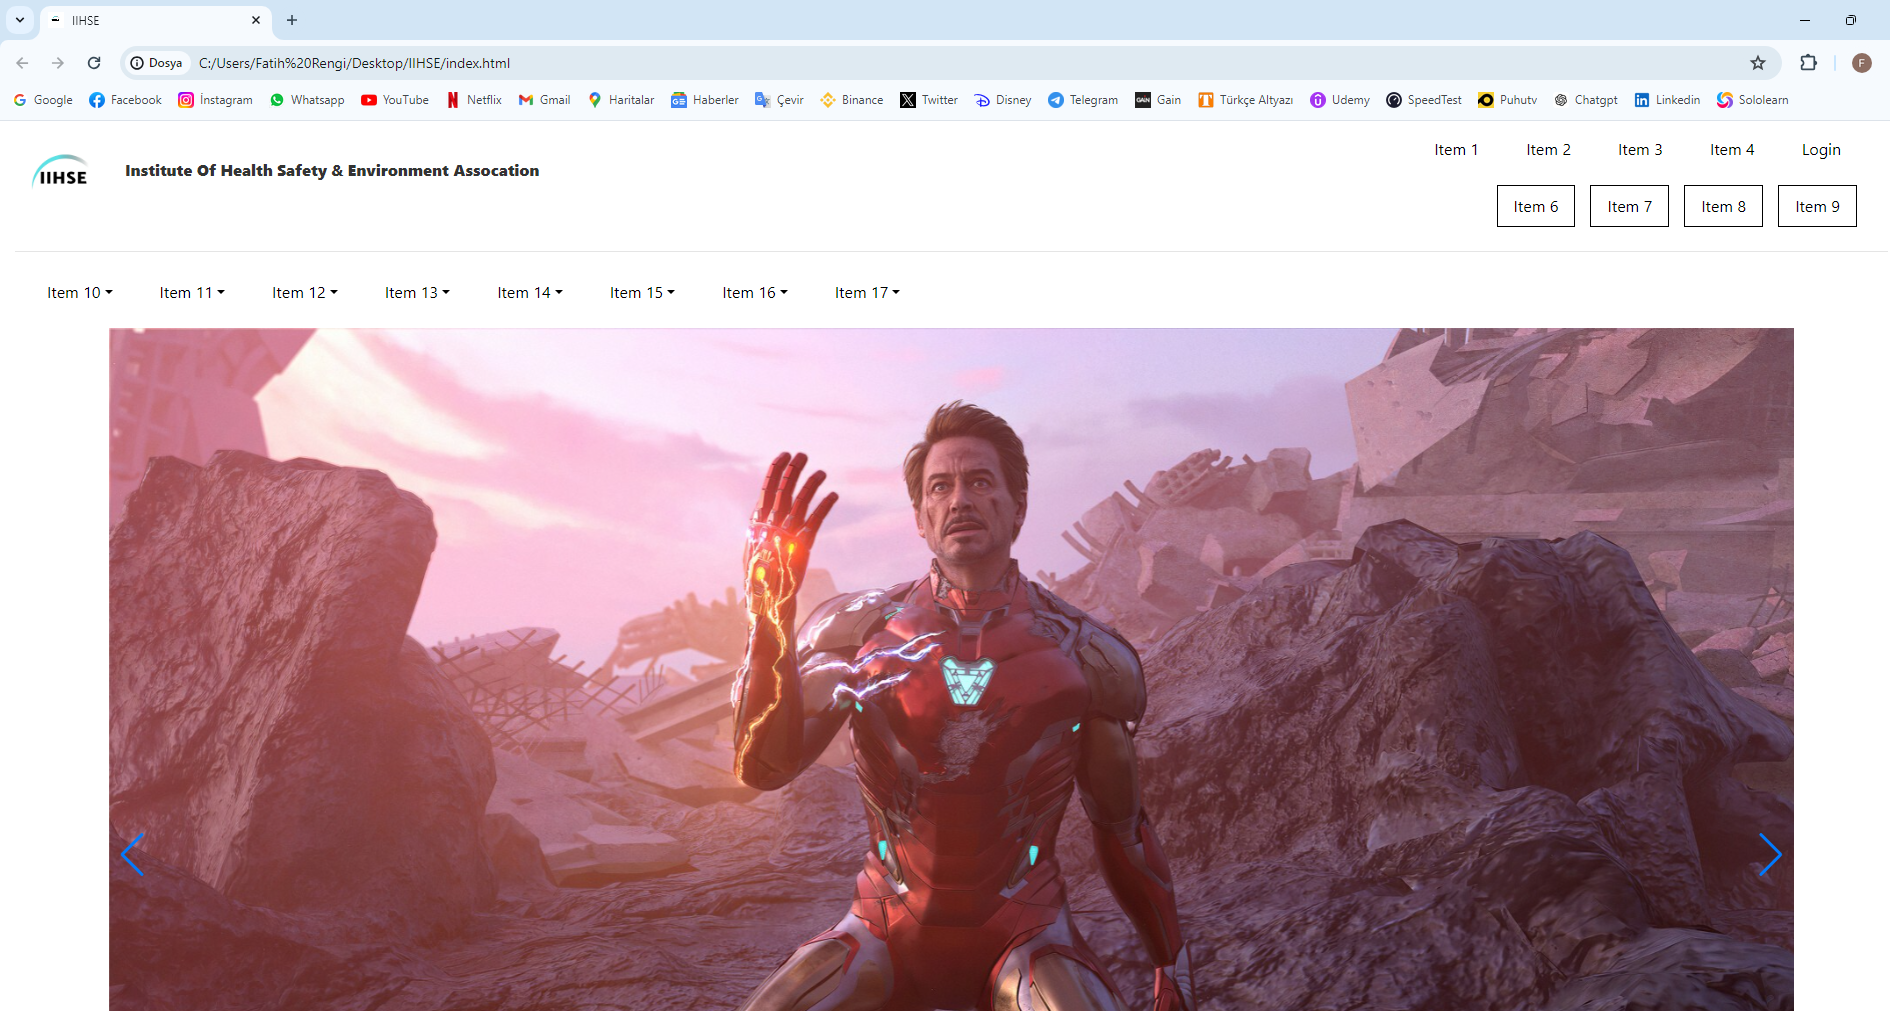 IIHSE
Dosya C:/Users/Fatih%20Rengi/Desktop/IIHSE/index.html
Google Facebook İnstagram Whatsapp YouTube Netflix Gmail Haritalar Haberler Çevir Binance Twitter Disney Telegram GAIN Gain Türkçe Altyazı Udemy SpeedTest Puhutv Chatgpt Linkedin Sololearn
F
Item 1 Item 2 Item 3 Item 4 Login
IIHSE Institute Of Health Safety & Environment Assocation
Item 6 Item 7 Item 8 Item 9
Item 10 Item 11 Item 12 Item 13 Item 14 Item 15 Item 16 Item 17